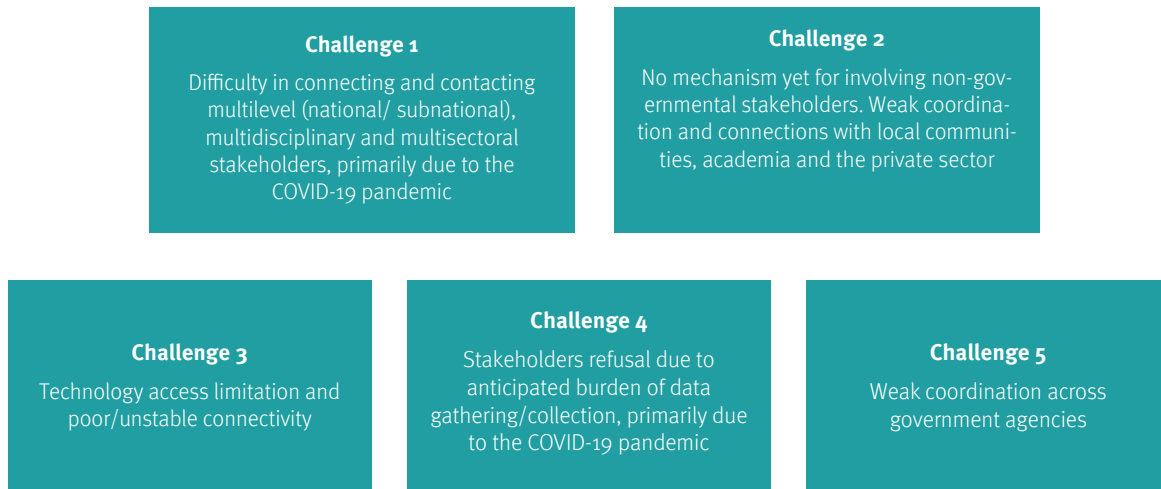 Challenge 1
Difficulty in connecting and contacting
multilevel (national/ subnational),
multidisciplinary and multisectoral
stakeholders, primarily due to the
COVID-19 pandemic
Challenge 2
No mechanism yet for involving non-gov-
ernmental stakeholders. Weak coordina-
tion and connections with local communi-
ties, academia and the private sector
Challenge 3
Technology access limitation and
poor/unstable connectivity
Challenge 4
Stakeholders refusal due to
anticipated burden of data
gathering/collection, primarily due
to the COVID-19 pandemic
Challenge 5
Weak coordination across
government agencies